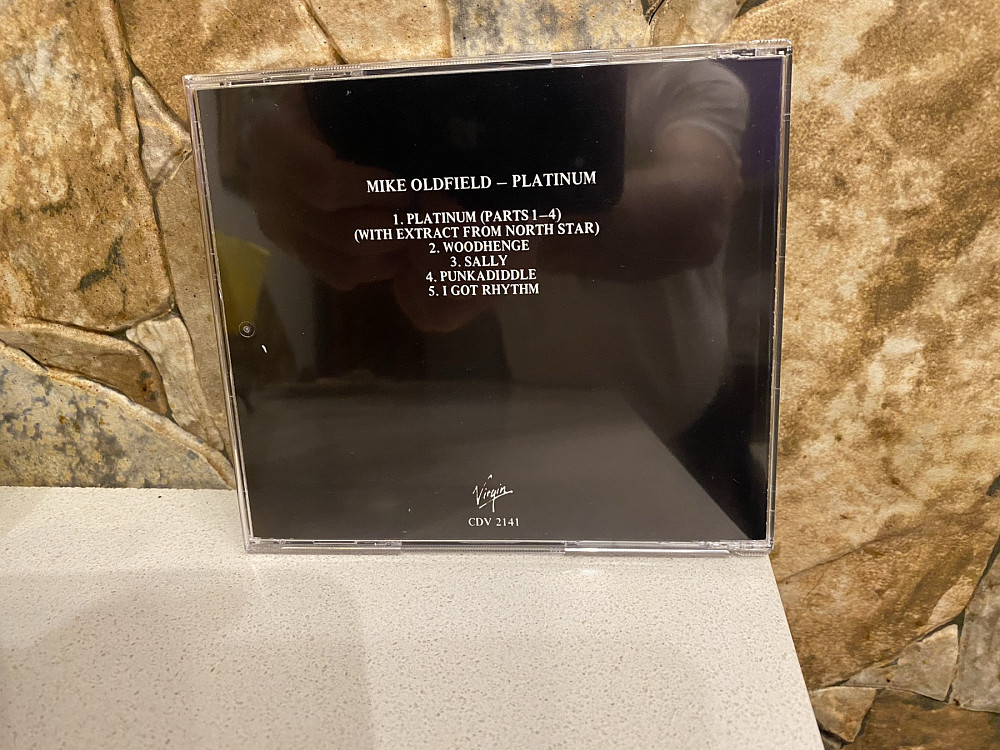 MIKE OLDFIELD – PLATINUM
1. PLATINUM (PARTS 1–4)
(WITH EXTRACT FROM NORTH STAR)
2. WOODHENGE
3. SALLY
4. PUNKADIDDLE
5. I GOT RHYTHM
Virgin
CDV 2141